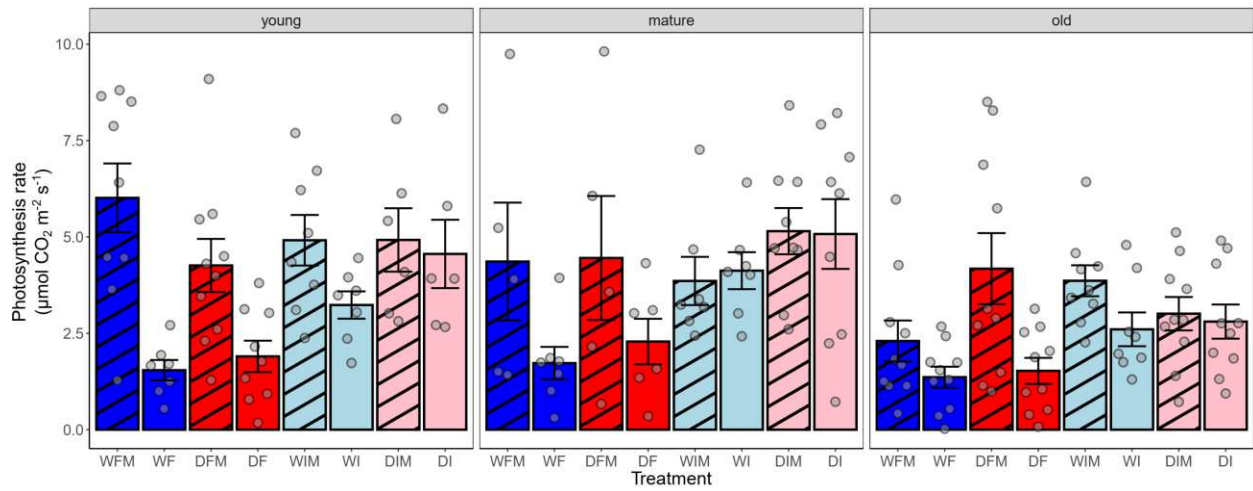 young mature old
Photosynthesis rate
(μmol CO₂ m⁻² s⁻¹)
10.0
7.5
5.0
2.5
0.0
WFM WF DFM DF WIM WI DIM DI WFM WF DFM DF WIM WI DIM DI WFM WF DFM DF WIM WI DIM DI
Treatment